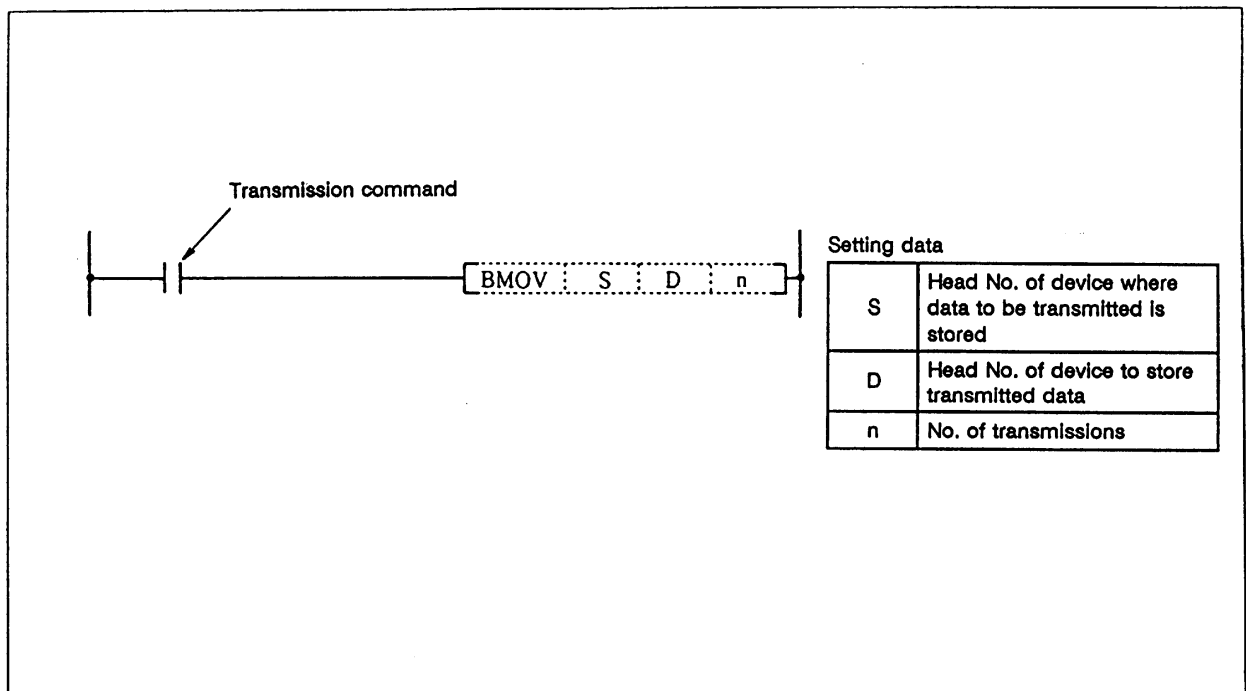 Transmission command
BMOV S D n
Setting data
S Head No. of device where
data to be transmitted is
stored
D Head No. of device to store
transmitted data
n No. of transmissions